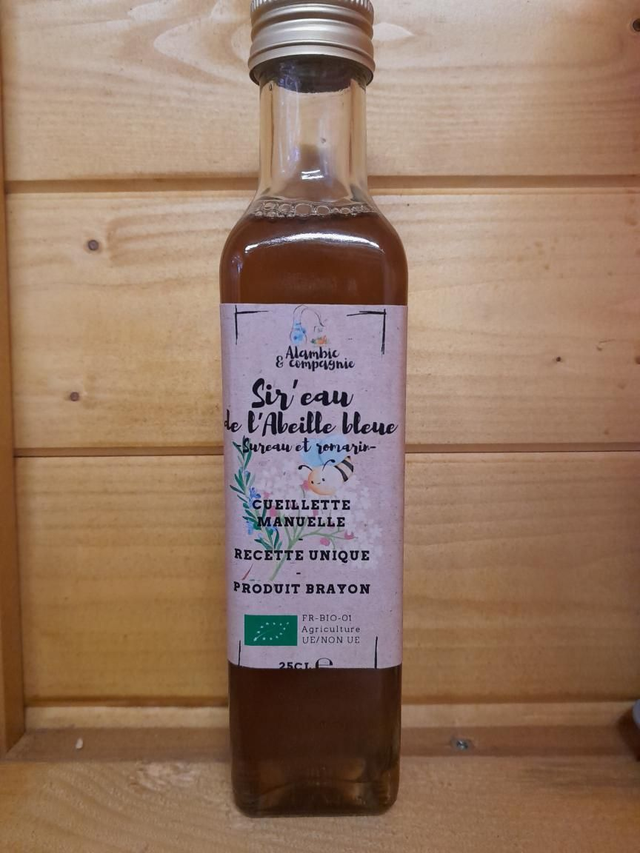 Alambic
& compagnie
Sir'eau
de l'Abeille bleue
-Sureau et romarin-
CUEILLETTE
MANUELLE
-
RECETTE UNIQUE
-
PRODUIT BRAYON
FR-BIO-01
Agriculture
UE/NON UE
25CL ℮